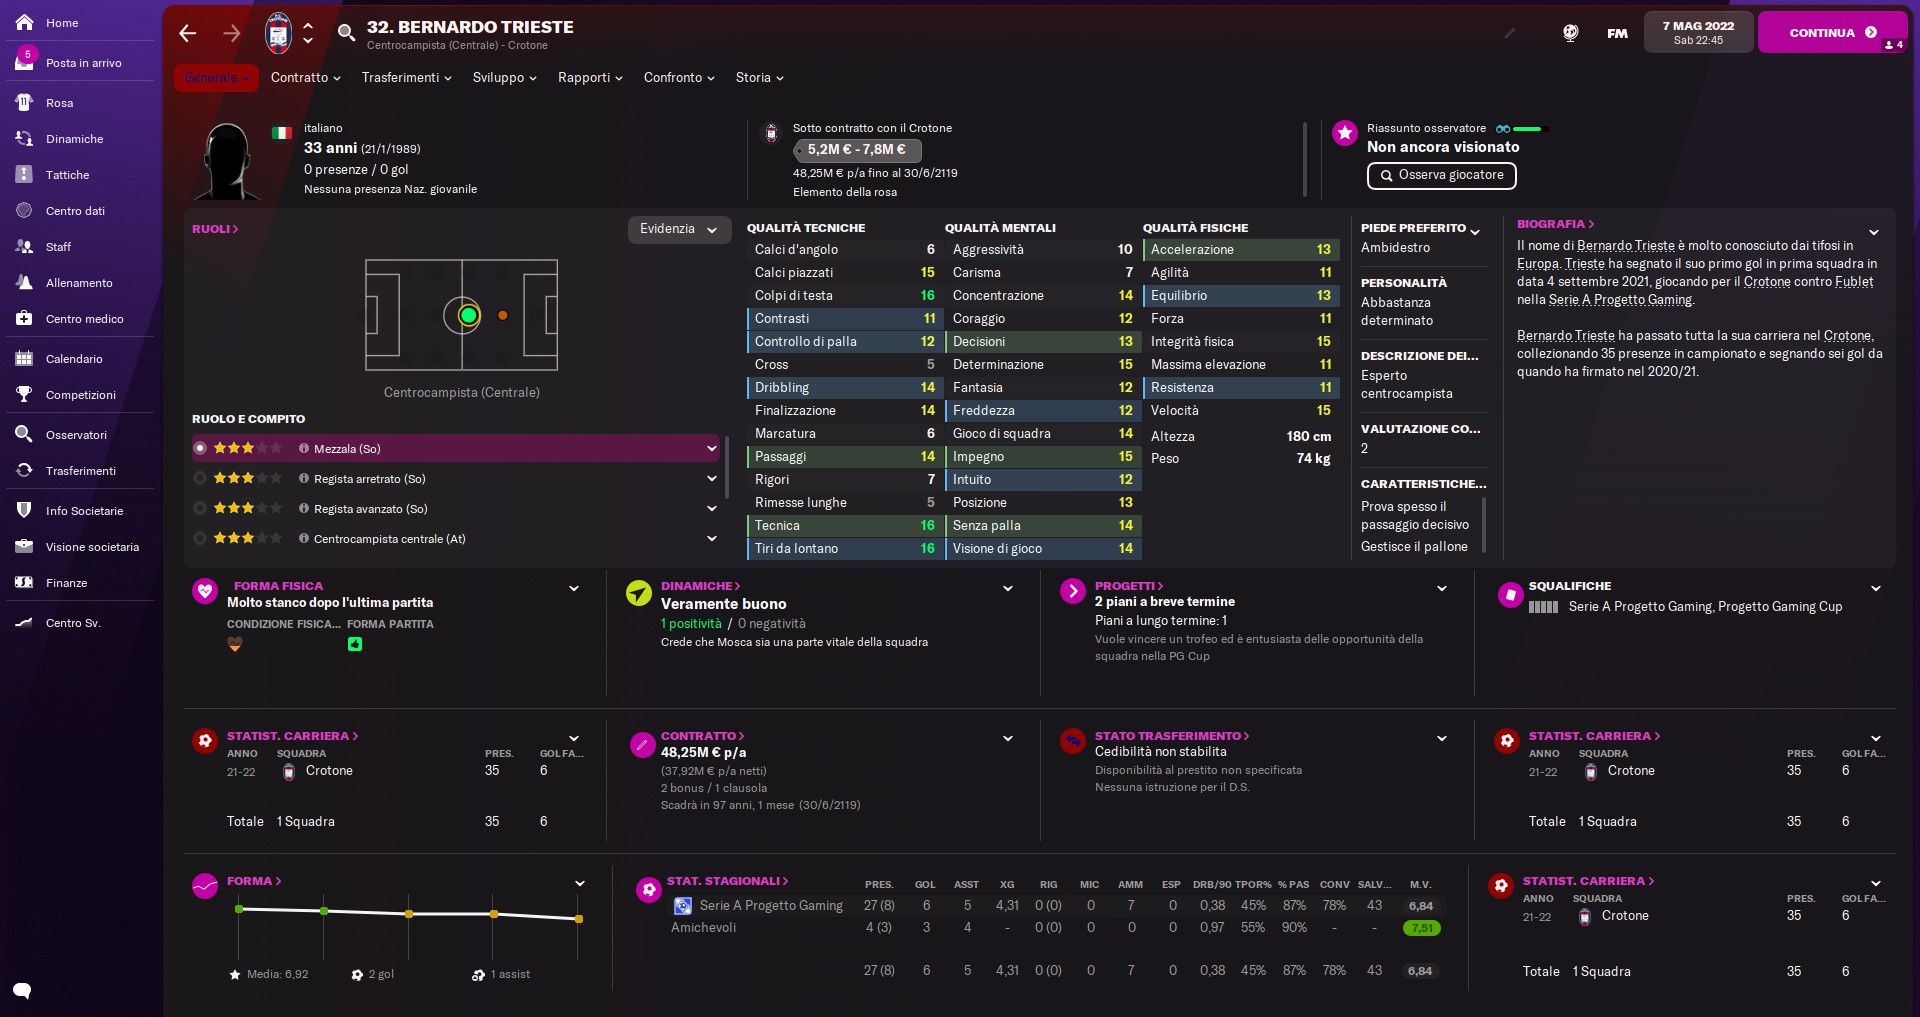 Home
5
Posta in arrivo
Rosa
Dinamiche
Tattiche
Centro dati
Staff
Allenamento
Centro medico
Calendario
Competizioni
Osservatori
Trasferimenti
Info Societarie
Visione societaria
Finanze
Centro Sv.
32. BERNARDO TRIESTE
Centrocampista (Centrale) - Crotone
FM
7 MAG 2022
Sab 22:45
CONTINUA
4
Generale Contratto Trasferimenti Sviluppo Rapporti Confronto Storia
italiano
33 anni (21/1/1989)
0 presenze / 0 gol
Nessuna presenza Naz. giovanile
Sotto contratto con il Crotone
5,2M € - 7,8M €
48,25M € p/a fino al 30/6/2119
Elemento della rosa
Riassunto osservatore
Non ancora visionato
Osserva giocatore
RUOLI
Evidenzia
Centrocampista (Centrale)
RUOLO E COMPITO
Mezzala (So)
Regista arretrato (So)
Regista avanzato (So)
Centrocampista centrale (At)
QUALITÀ TECNICHE
Calci d'angolo 6
Calci piazzati 15
Colpi di testa 16
Contrasti 11
Controllo di palla 12
Cross 5
Dribbling 14
Finalizzazione 14
Marcatura 6
Passaggi 14
Rigori 7
Rimesse lunghe 5
Tecnica 16
Tiri da lontano 16
QUALITÀ MENTALI
Aggressività 10
Carisma 7
Concentrazione 14
Coraggio 12
Decisioni 13
Determinazione 15
Fantasia 12
Freddezza 12
Gioco di squadra 14
Impegno 15
Intuito 12
Posizione 13
Senza palla 14
Visione di gioco 14
QUALITÀ FISICHE
Accelerazione 13
Agilità 11
Equilibrio 13
Forza 11
Integrità fisica 15
Massima elevazione 11
Resistenza 11
Velocità 15
Altezza 180 cm
Peso 74 kg
PIEDE PREFERITO
Ambidestro
PERSONALITÀ
Abbastanza
determinato
DESCRIZIONE DEI...
Esperto
centrocampista
VALUTAZIONE CO...
2
CARATTERISTICHE...
Prova spesso il
passaggio decisivo
Gestisce il pallone
BIOGRAFIA
Il nome di Bernardo Trieste è molto conosciuto dai tifosi in
Europa. Trieste ha segnato il suo primo gol in prima squadra in
data 4 settembre 2021, giocando per il Crotone contro Fublet
nella Serie A Progetto Gaming.
Bernardo Trieste ha passato tutta la sua carriera nel Crotone,
collezionando 35 presenze in campionato e segnando sei gol da
quando ha firmato nel 2020/21.
FORMA FISICA
Molto stanco dopo l'ultima partita
CONDIZIONE FISICA... FORMA PARTITA
DINAMICHE
Veramente buono
1 positività / 0 negatività
Crede che Mosca sia una parte vitale della squadra
PROGETTI
2 piani a breve termine
Piani a lungo termine: 1
Vuole vincere un trofeo ed è entusiasta delle opportunità della
squadra nella PG Cup
SQUALIFICHE
Serie A Progetto Gaming, Progetto Gaming Cup
STATIST. CARRIERA
ANNO SQUADRA PRES. GOL FA...
21-22 Crotone 35 6
Totale 1 Squadra 35 6
CONTRATTO
48,25M € p/a
(37,92M € p/a netti)
2 bonus / 1 clausola
Scadrà in 97 anni, 1 mese (30/6/2119)
STATO TRASFERIMENTO
Cedibilità non stabilita
Disponibilità al prestito non specificata
Nessuna istruzione per il D.S.
STATIST. CARRIERA
ANNO SQUADRA PRES. GOL FA...
21-22 Crotone 35 6
Totale 1 Squadra 35 6
FORMA
Media: 6,92 2 gol 1 assist
STAT. STAGIONALI PRES. GOL ASST XG RIG MIC AMM ESP DRB/90 TPOR% % PAS CONV SALV... M.V.
Serie A Progetto Gaming 27 (8) 6 5 4,31 0 (0) 0 7 0 0,38 45% 87% 78% 43 6,84
Amichevoli 4 (3) 3 4 - 0 (0) 0 0 0 0,97 55% 90% - - 7,51
27 (8) 6 5 4,31 0 (0) 0 7 0 0,38 45% 87% 78% 43 6,84
STATIST. CARRIERA
ANNO SQUADRA PRES. GOL FA...
21-22 Crotone 35 6
Totale 1 Squadra 35 6